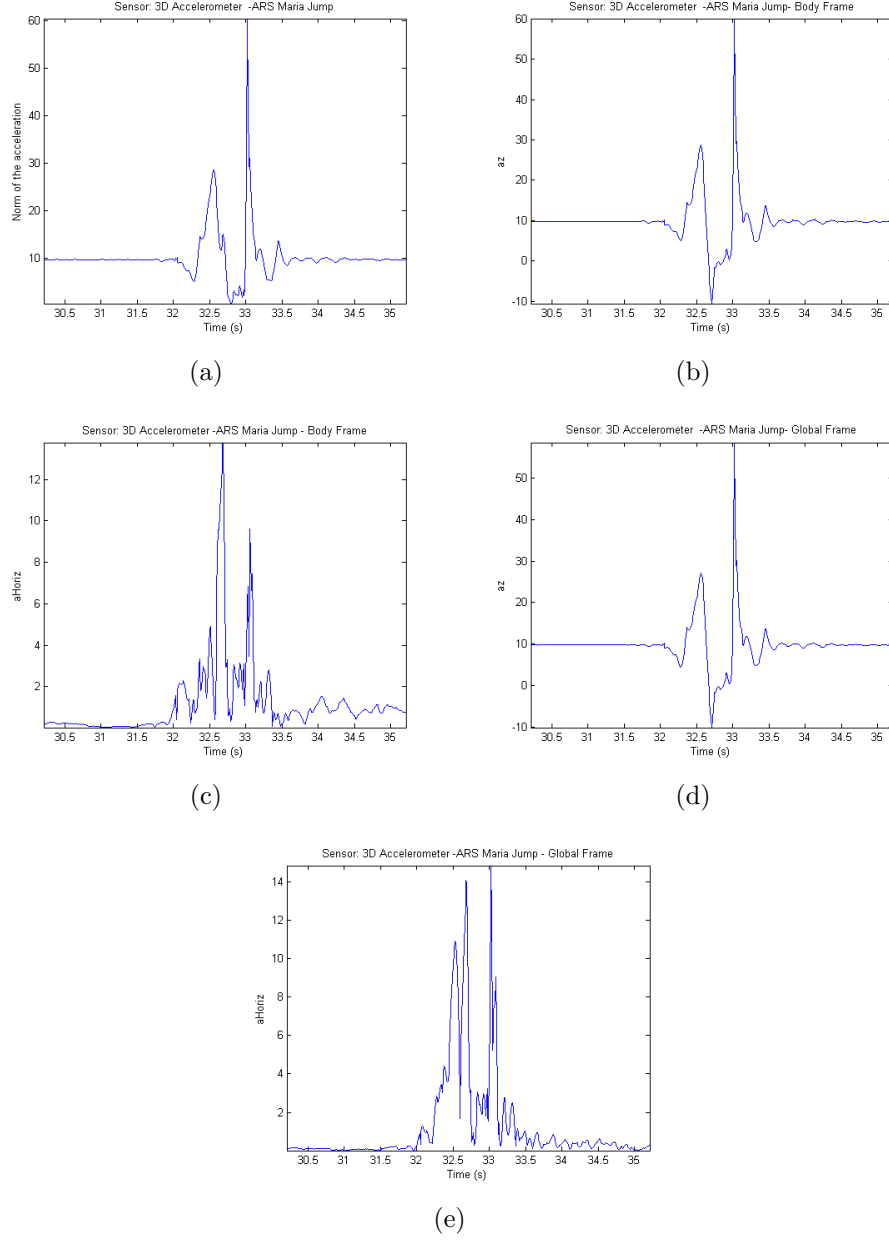 Sensor: 3D Accelerometer -ARS Maria Jump
60
50
40
30
20
10
Norm of the acceleration
30.5 31 31.5 32 32.5 33 33.5 34 34.5 35
Time (s)
(a)
Sensor: 3D Accelerometer -ARS Maria Jump- Body Frame
60
50
40
30
20
10
0
-10
az
30.5 31 31.5 32 32.5 33 33.5 34 34.5 35
Time (s)
(b)
Sensor: 3D Accelerometer -ARS Maria Jump - Body Frame
12
10
8
6
4
2
aHoriz
30.5 31 31.5 32 32.5 33 33.5 34 34.5 35
Time (s)
(c)
Sensor: 3D Accelerometer -ARS Maria Jump- Global Frame
50
40
30
20
10
0
-10
az
30.5 31 31.5 32 32.5 33 33.5 34 34.5 35
Time (s)
(d)
Sensor: 3D Accelerometer -ARS Maria Jump - Global Frame
14
12
10
8
6
4
2
aHoriz
30.5 31 31.5 32 32.5 33 33.5 34 34.5 35
Time (s)
(e)